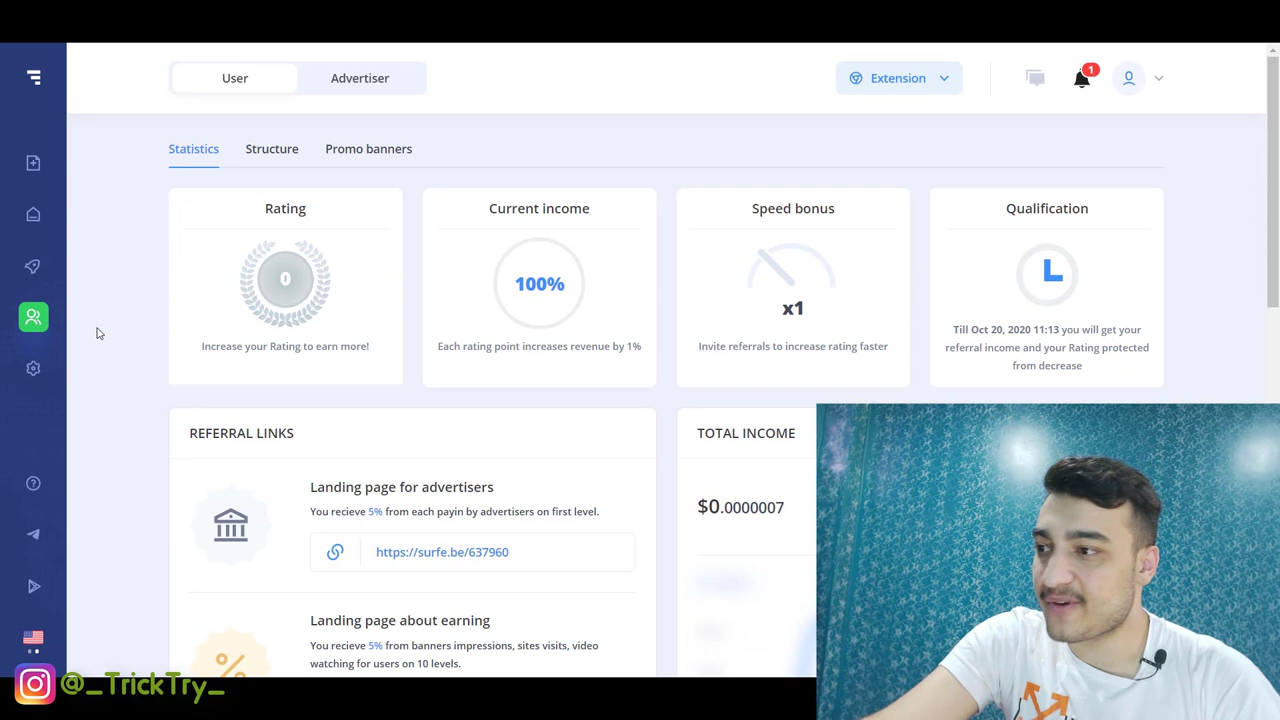 User
Advertiser
Extension
1
Statistics
Structure
Promo banners
Rating
0
Increase your Rating to earn more!
Current income
100%
Each rating point increases revenue by 1%
Speed bonus
x1
Invite referrals to increase rating faster
Qualification
Till Oct 20, 2020 11:13 you will get your
referral income and your Rating protected
from decrease
REFERRAL LINKS
Landing page for advertisers
You recieve 5% from each payin by advertisers on first level.
https://surfe.be/637960
Landing page about earning
You recieve 5% from banners impressions, sites visits, video
watching for users on 10 levels.
TOTAL INCOME
$0.0000007
@_TrickTry_